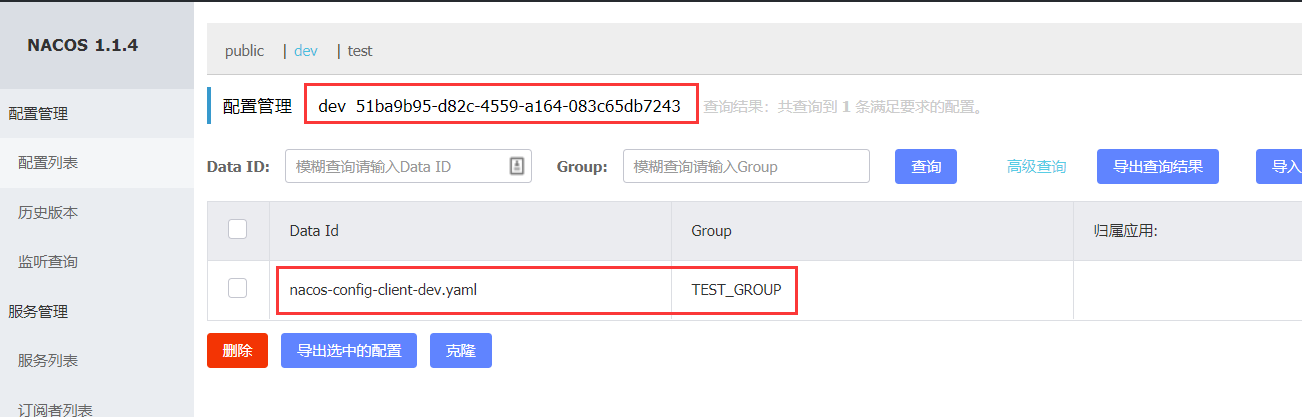 NACOS 1.1.4
配置管理
配置列表
历史版本
监听查询
服务管理
服务列表
订阅者列表
public | dev | test
配置管理 dev 51ba9b95-d82c-4559-a164-083c65db7243 查询结果：共查询到 1 条满足要求的配置。
Data ID: 模糊查询请输入Data ID Group: 模糊查询请输入Group 查询 高级查询 导出查询结果 导入
Data Id Group 归属应用:
nacos-config-client-dev.yaml TEST_GROUP
删除 导出选中的配置 克隆